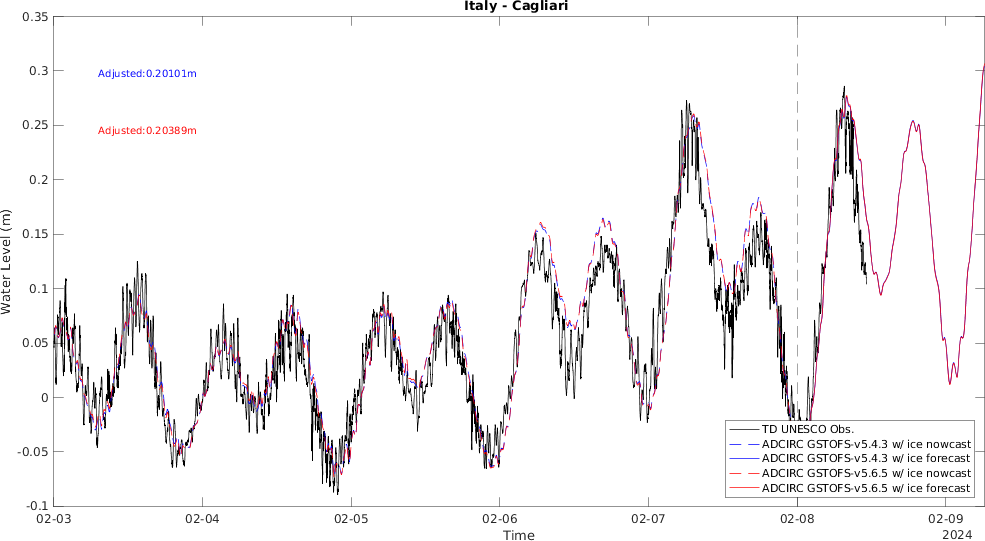 Italy - Cagliari
0.35
0.3
0.25
0.2
0.15
0.1
0.05
0
-0.05
-0.1
Water Level (m)
Adjusted:0.20101m
Adjusted:0.20389m
TD UNESCO Obs.
ADCIRC GSTOFS-v5.4.3 w/ ice nowcast
ADCIRC GSTOFS-v5.4.3 w/ ice forecast
ADCIRC GSTOFS-v5.6.5 w/ ice nowcast
ADCIRC GSTOFS-v5.6.5 w/ ice forecast
02-03 02-04 02-05 02-06 02-07 02-08 02-09
Time
2024